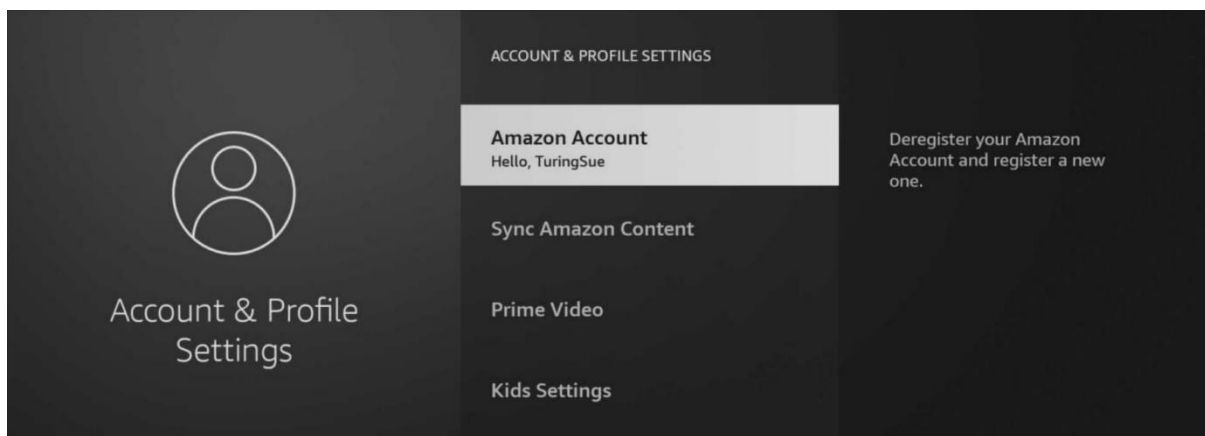 ACCOUNT & PROFILE SETTINGS
Amazon Account
Hello, TuringSue
Deregister your Amazon
Account and register a new
one.
Sync Amazon Content
Account & Profile
Settings
Prime Video
Kids Settings